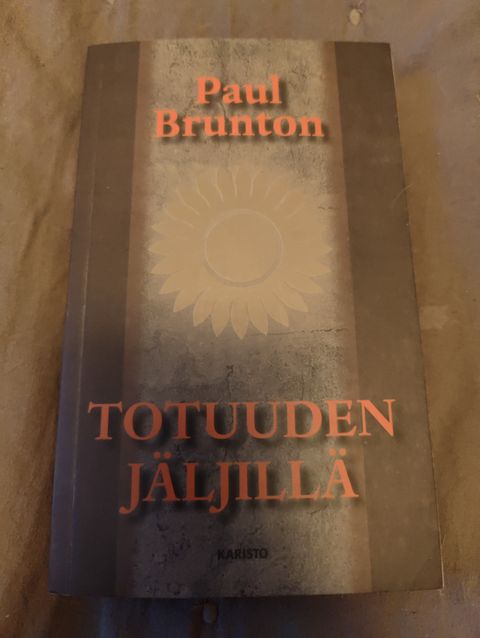 Paul
Brunton
TOTUUDEN
JÄLJILLÄ
KARISTO